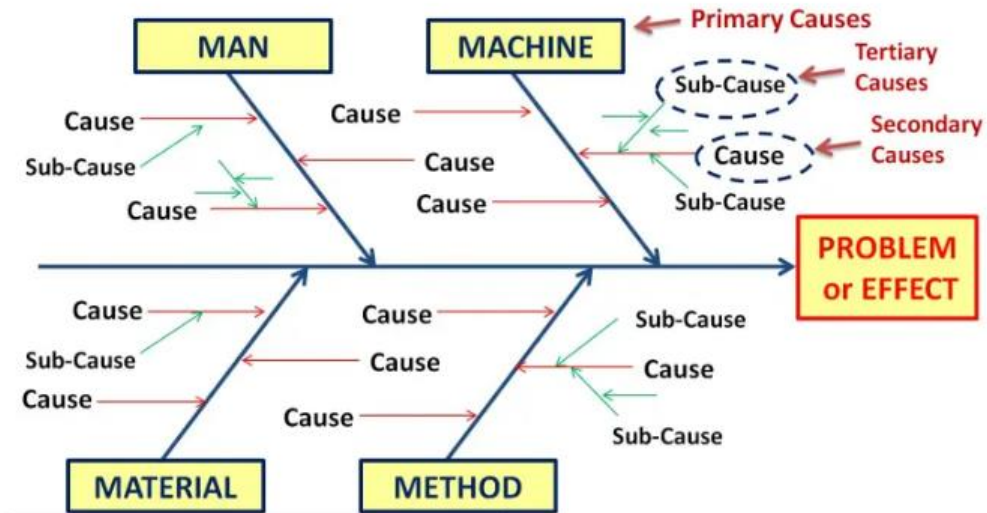 MAN
MACHINE
Primary Causes
Tertiary
Causes
Sub-Cause
Cause
Cause
Secondary
Causes
Sub-Cause
Cause
Cause
Cause
Cause
Sub-Cause
PROBLEM
or EFFECT
Cause
Cause
Sub-Cause
Sub-Cause
Cause
Cause
Cause
Cause
Cause
Sub-Cause
MATERIAL
METHOD